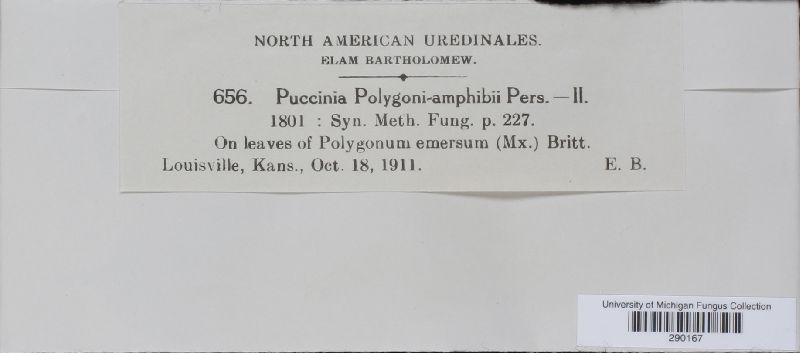 NORTH AMERICAN UREDINALES.
ELAM BARTHOLOMEW.
656. Puccinia Polygoni-amphibii Pers. — II.
1801 : Syn. Meth. Fung. p. 227.
On leaves of Polygonum emersum (Mx.) Britt.
Louisville, Kans., Oct. 18, 1911. E. B.
University of Michigan Fungus Collection
290167